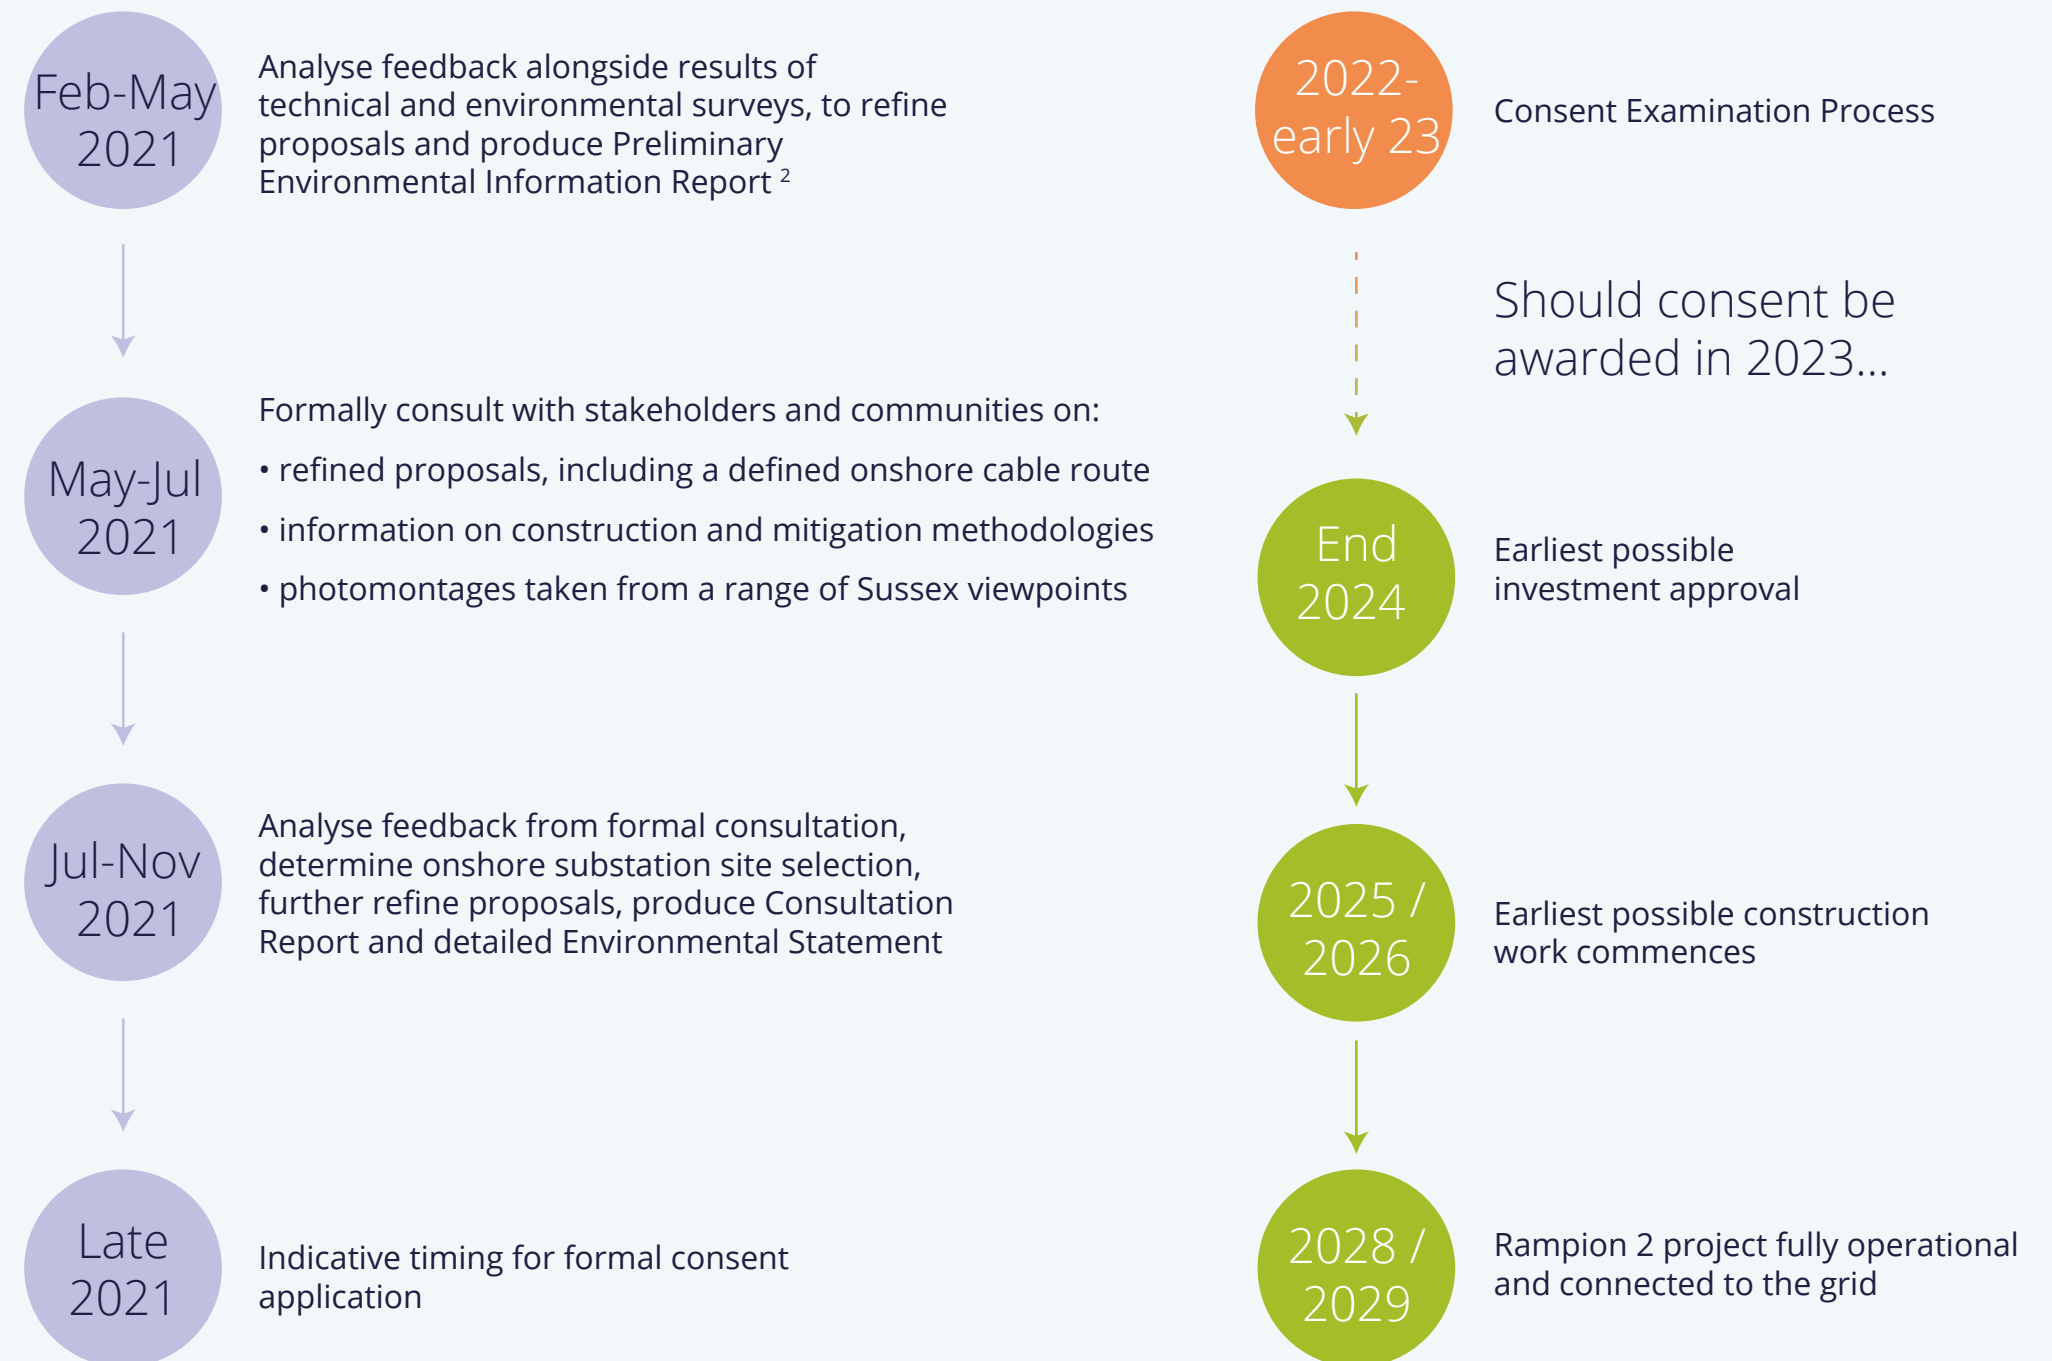 Feb-May
2021
Analyse feedback alongside results of
technical and environmental surveys, to refine
proposals and produce Preliminary
Environmental Information Report 2
May-Jul
2021
Formally consult with stakeholders and communities on:
• refined proposals, including a defined onshore cable route
• information on construction and mitigation methodologies
• photomontages taken from a range of Sussex viewpoints
Jul-Nov
2021
Analyse feedback from formal consultation,
determine onshore substation site selection,
further refine proposals, produce Consultation
Report and detailed Environmental Statement
Late
2021
Indicative timing for formal consent
application
2022-
early 23
Consent Examination Process
Should consent be
awarded in 2023...
End
2024
Earliest possible
investment approval
2025 /
2026
Earliest possible construction
work commences
2028 /
2029
Rampion 2 project fully operational
and connected to the grid